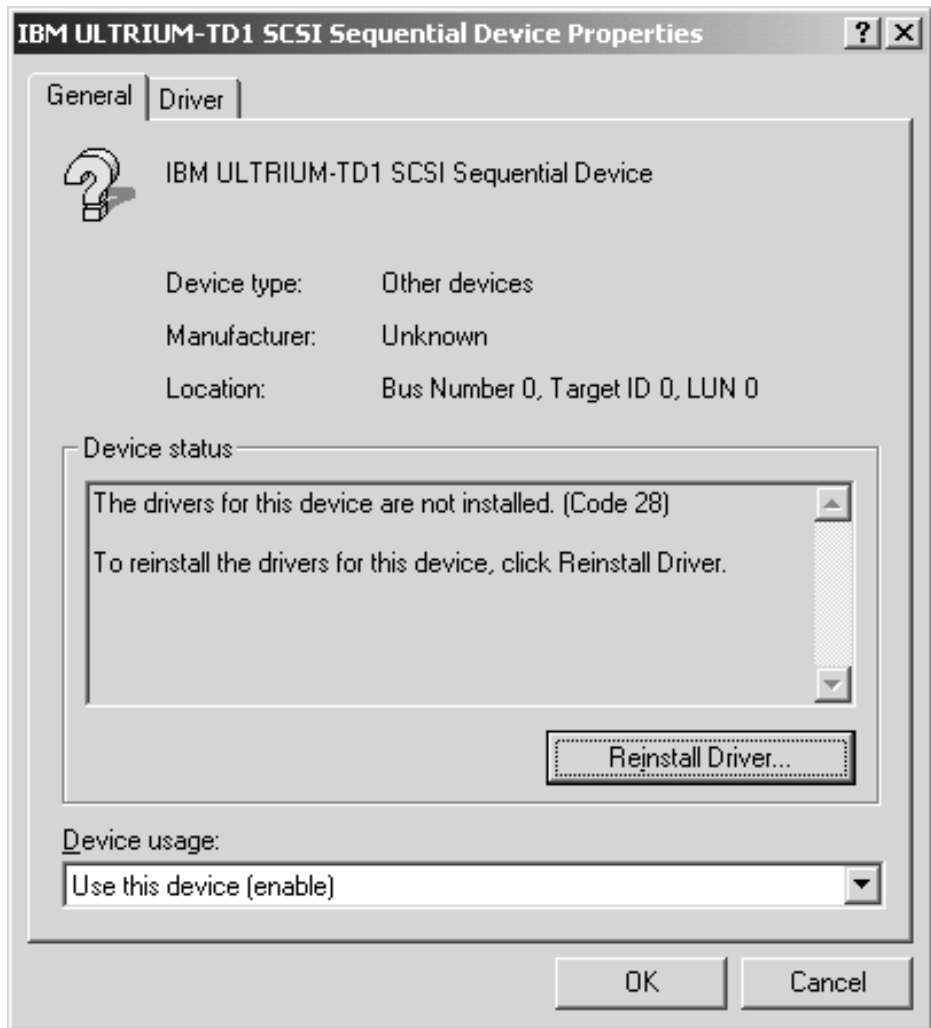 IBM ULTRIUM-TD1 SCSI Sequential Device Properties
General
Driver
IBM ULTRIUM-TD1 SCSI Sequential Device
Device type: Other devices
Manufacturer: Unknown
Location: Bus Number 0, Target ID 0, LUN 0
Device status
The drivers for this device are not installed. (Code 28)
To reinstall the drivers for this device, click Reinstall Driver.
Reinstall Driver...
Device usage:
Use this device (enable)
OK
Cancel